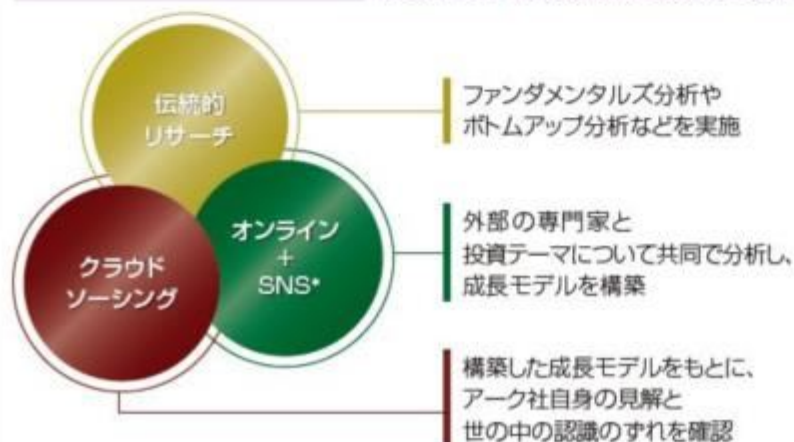 伝統的
リサーチ
ファンダメンタルズ分析や
ボトムアップ分析などを実施
オンライン
+
SNS*
外部の専門家と
投資テーマについて共同で分析し、
成長モデルを構築
クラウド
ソーシング
構築した成長モデルをもとに、
アーク社自身の見解と
世の中の認識のずれを確認